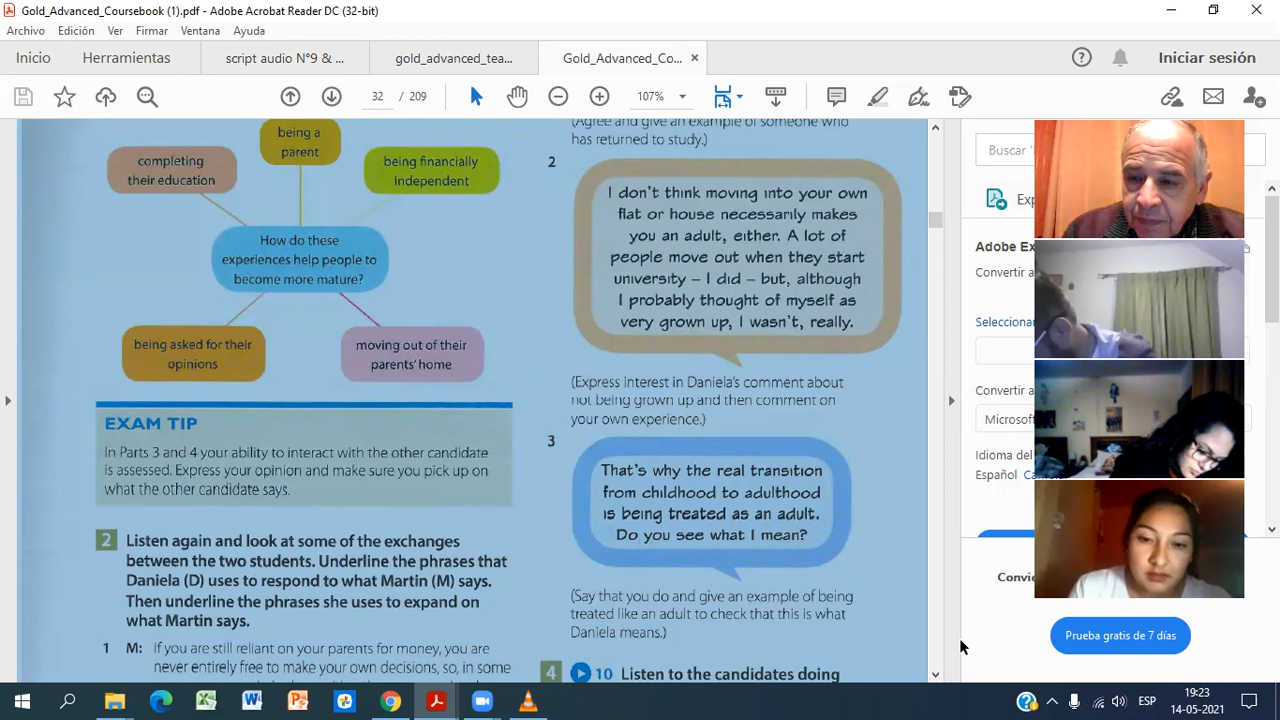 Gold_Advanced_Coursebook (1).pdf - Adobe Acrobat Reader DC (32-bit)
Archivo Edición Ver Firmar Ventana Ayuda
Inicio Herramientas script audio N°9 & ... gold_advanced_tea... Gold_Advanced_Co... ×
Iniciar sesión
32 / 209 107%
being a
parent
completing
their education
being financially
independent
How do these
experiences help people to
become more mature?
being asked for their
opinions
moving out of their
parents' home
EXAM TIP
In Parts 3 and 4 your ability to interact with the other candidate
is assessed. Express your opinion and make sure you pick up on
what the other candidate says.
2 Listen again and look at some of the exchanges
between the two students. Underline the phrases that
Daniela (D) uses to respond to what Martin (M) says.
Then underline the phrases she uses to expand on
what Martin says.
1 M: If you are still reliant on your parents for money, you are
never entirely free to make your own decisions, so, in some
(Agree and give an example of someone who
has returned to study.)
2
I don't think moving into your own
flat or house necessarily makes
you an adult, either. A lot of
people move out when they start
university – I did – but, although
I probably thought of myself as
very grown up, I wasn't, really.
(Express interest in Daniela's comment about
not being grown up and then comment on
your own experience.)
3
That's why the real transition
from childhood to adulthood
is being treated as an adult.
Do you see what I mean?
(Say that you do and give an example of being
treated like an adult to check that this is what
Daniela means.)
4 10 Listen to the candidates doing
Buscar
Exp
Adobe Ex
Convertir a
Seleccionar
Convertir a
Microsoft
Idioma del
Español
Convie
Prueba gratis de 7 días
ESP
19:23
14-05-2021